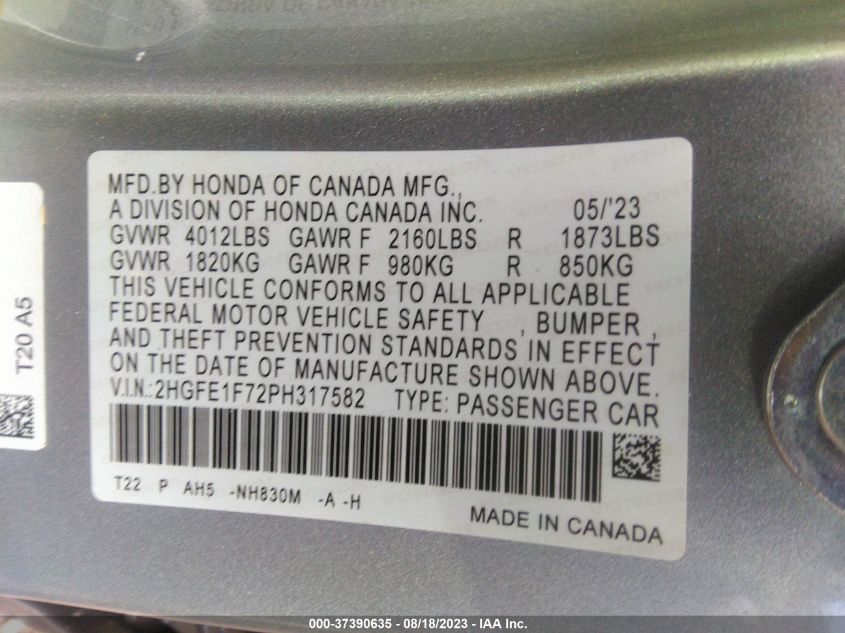 MFD.BY HONDA OF CANADA MFG.,
A DIVISION OF HONDA CANADA INC. 05/'23
GVWR 4012LBS GAWR F 2160LBS R 1873LBS
GVWR 1820KG GAWR F 980KG R 850KG
THIS VEHICLE CONFORMS TO ALL APPLICABLE
FEDERAL MOTOR VEHICLE SAFETY , BUMPER ,
AND THEFT PREVENTION STANDARDS IN EFFECT
ON THE DATE OF MANUFACTURE SHOWN ABOVE.
V.I.N.:2HGFE1F72PH317582 TYPE: PASSENGER CAR
T22 P AH5 -NH830M -A -H
MADE IN CANADA
T20 A5
000-37390635 - 08/18/2023 - IAA Inc.